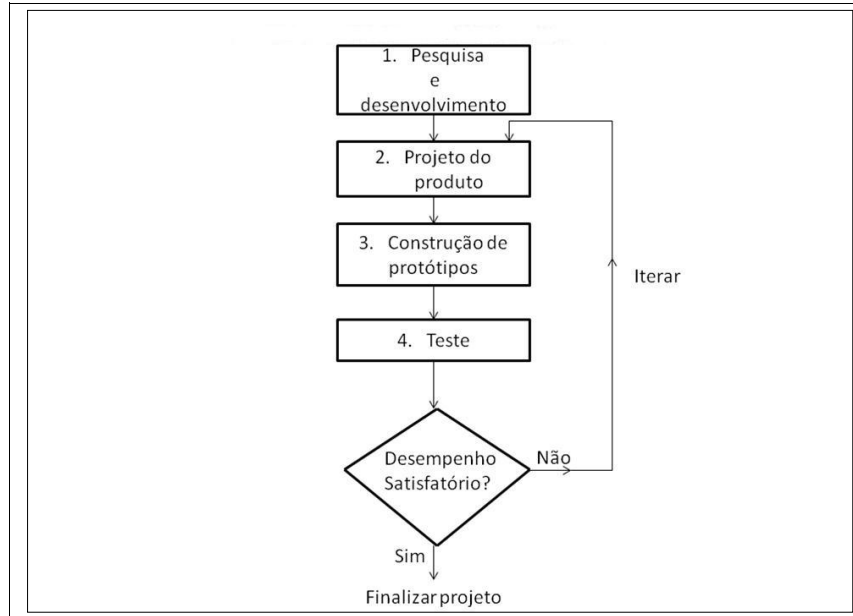 1. Pesquisa
e
desenvolvimento
2. Projeto do
produto
3. Construção de
protótipos
Iterar
4. Teste
Desempenho
Satisfatório?
Não
Sim
Finalizar projeto